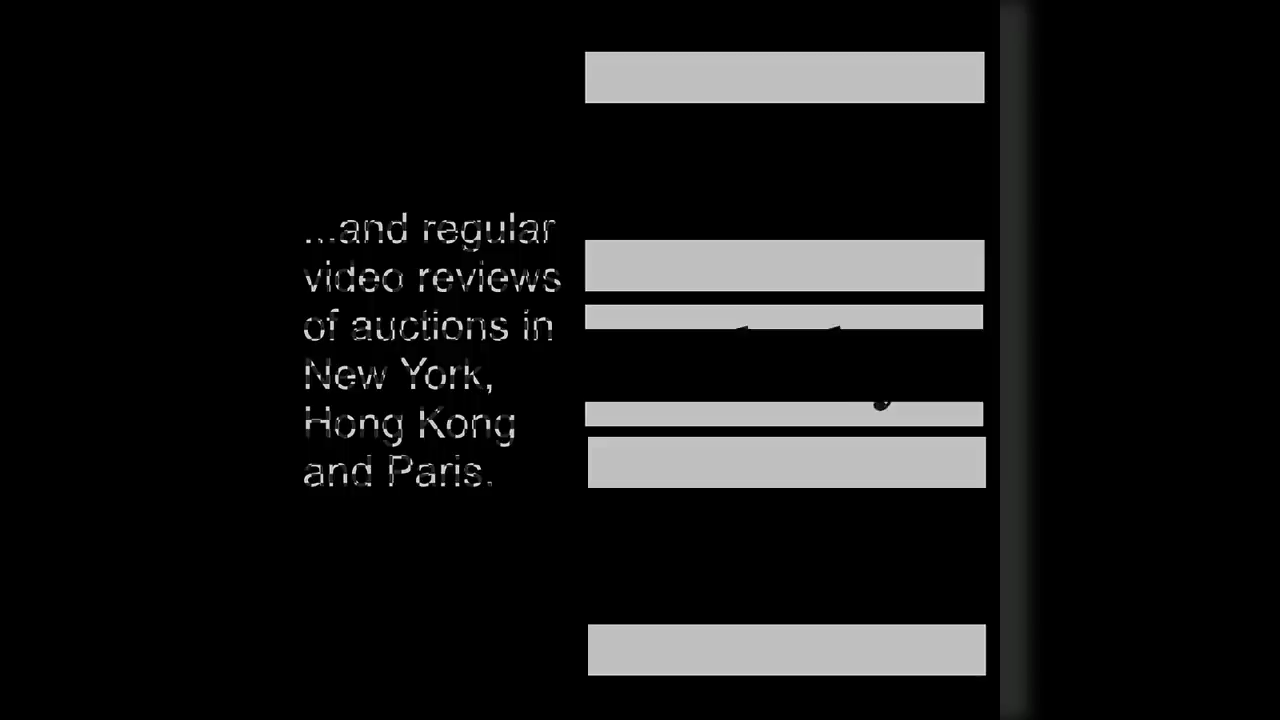 ...and regular
video reviews
of auctions in
New York,
Hong Kong
and Paris.